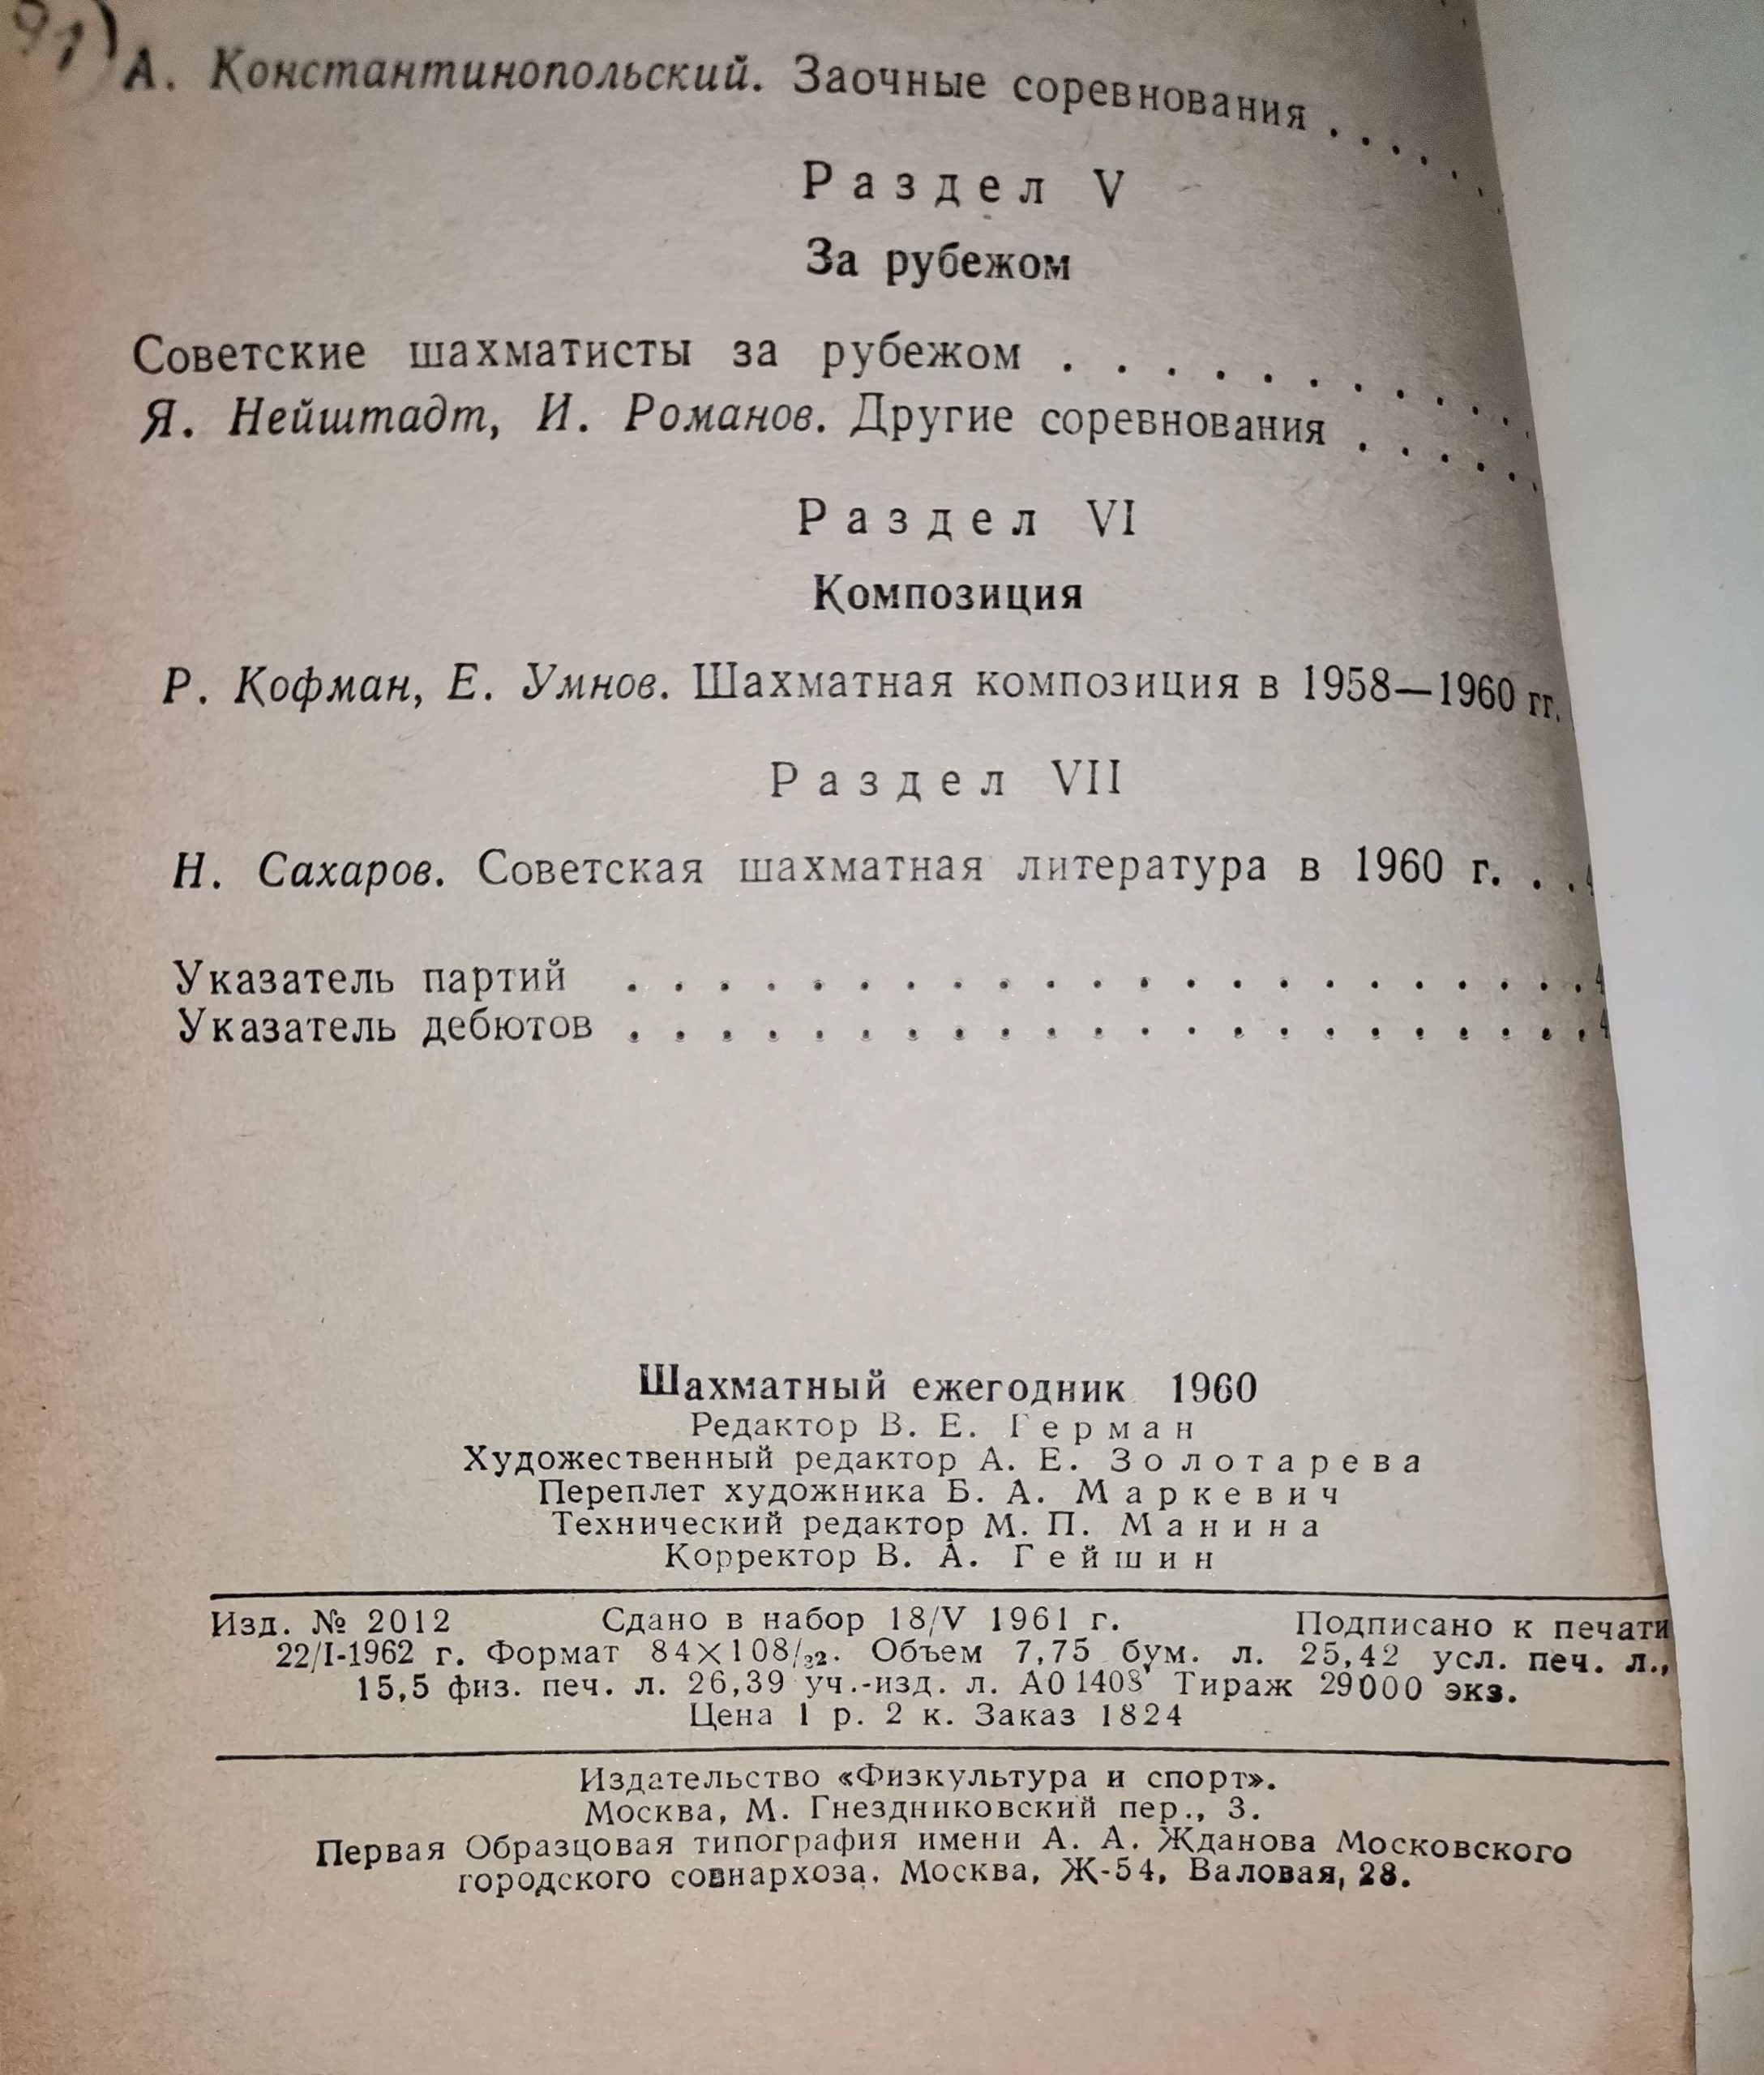 91)
А. Константинопольский. Заочные соревнования . . . . . .
Раздел V
За рубежом
Советские шахматисты за рубежом . . . . . . . . . . .
Я. Нейштадт, И. Романов. Другие соревнования . . . . . .
Раздел VI
Композиция
Р. Кофман, Е. Умнов. Шахматная композиция в 1958—1960 гг.
Раздел VII
Н. Сахаров. Советская шахматная литература в 1960 г. . .
Указатель партий . . . . . . . . . . . . . . . . . . . . .
Указатель дебютов . . . . . . . . . . . . . . . . . . . . .
Шахматный ежегодник 1960
Редактор В. Е. Герман
Художественный редактор А. Е. Золотарева
Переплет художника Б. А. Маркевич
Технический редактор М. П. Манина
Корректор В. А. Гейшин
Изд. № 2012 Сдано в набор 18/V 1961 г. Подписано к печати
22/I-1962 г. Формат 84×108/32. Объем 7,75 бум. л. 25,42 усл. печ. л.,
15,5 физ. печ. л. 26,39 уч.-изд. л. А01408 Тираж 29000 экз.
Цена 1 р. 2 к. Заказ 1824
Издательство «Физкультура и спорт».
Москва, М. Гнездниковский пер., 3.
Первая Образцовая типография имени А. А. Жданова Московского
городского совнархоза. Москва, Ж-54, Валовая, 28.